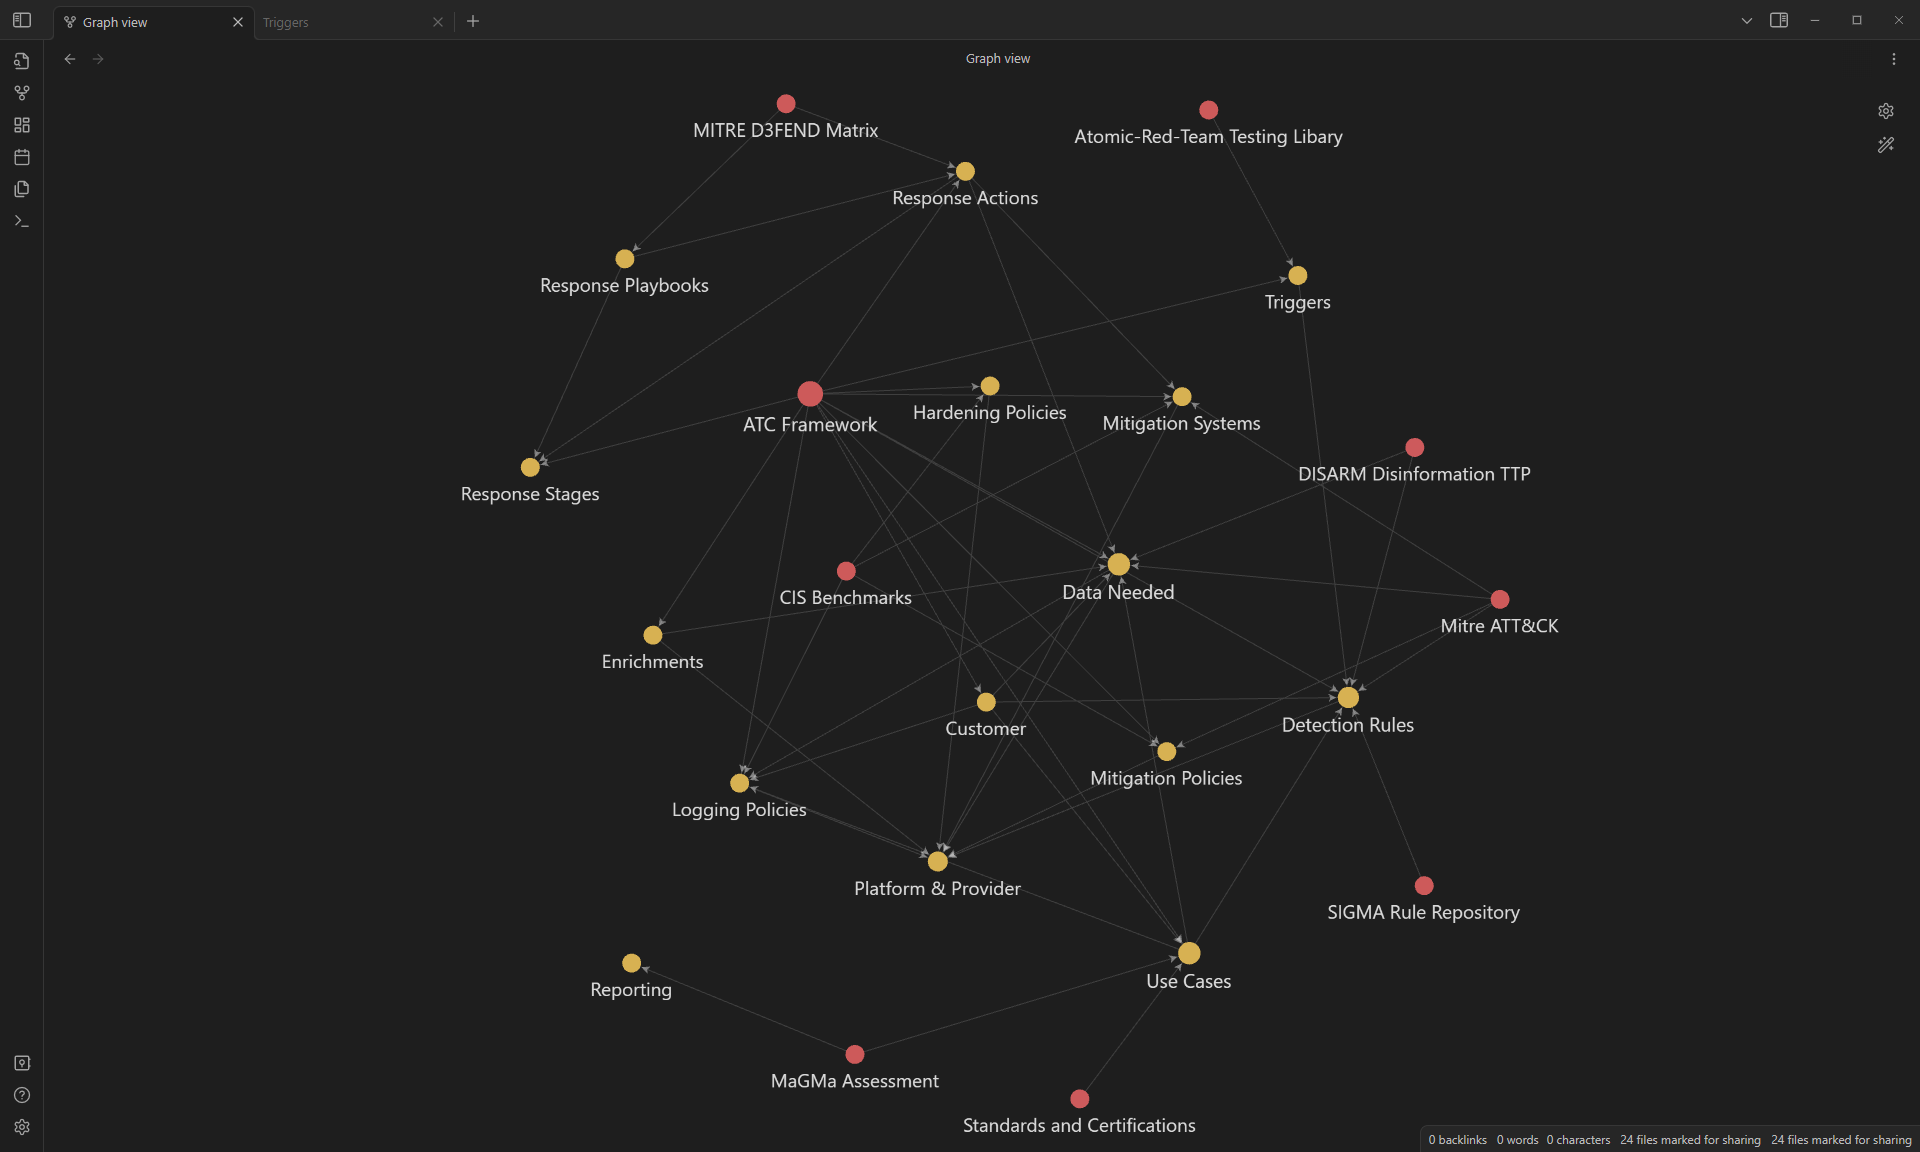 Graph view
Triggers
Graph view
MITRE D3FEND Matrix
Atomic-Red-Team Testing Libary
Response Actions
Response Playbooks
Triggers
Hardening Policies
Mitigation Systems
ATC Framework
DISARM Disinformation TTP
Response Stages
CIS Benchmarks
Data Needed
Mitre ATT&CK
Enrichments
Customer
Detection Rules
Mitigation Policies
Logging Policies
Platform & Provider
SIGMA Rule Repository
Use Cases
Reporting
MaGMa Assessment
Standards and Certifications
0 backlinks 0 words 0 characters 24 files marked for sharing 24 files marked for sharing